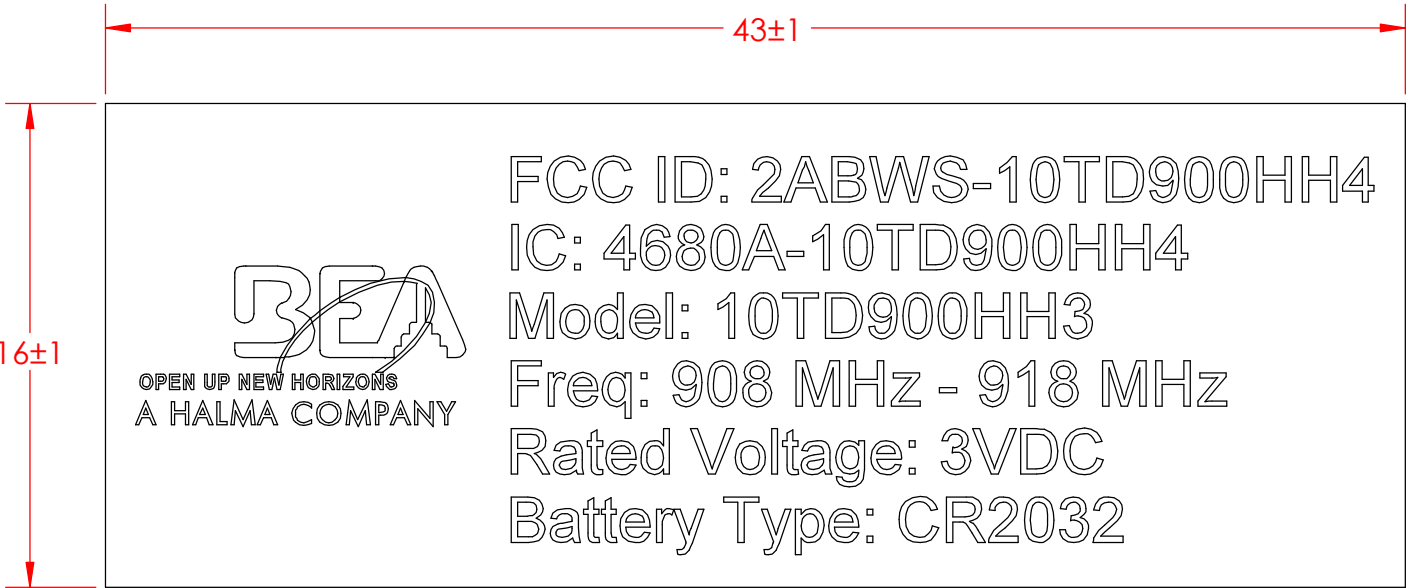 43±1
16±1
FCC ID: 2ABWS-10TD900HH4
IC: 4680A-10TD900HH4
Model: 10TD900HH3
Freq: 908 MHz - 918 MHz
Rated Voltage: 3VDC
Battery Type: CR2032
BEA
OPEN UP NEW HORIZONS
A HALMA COMPANY